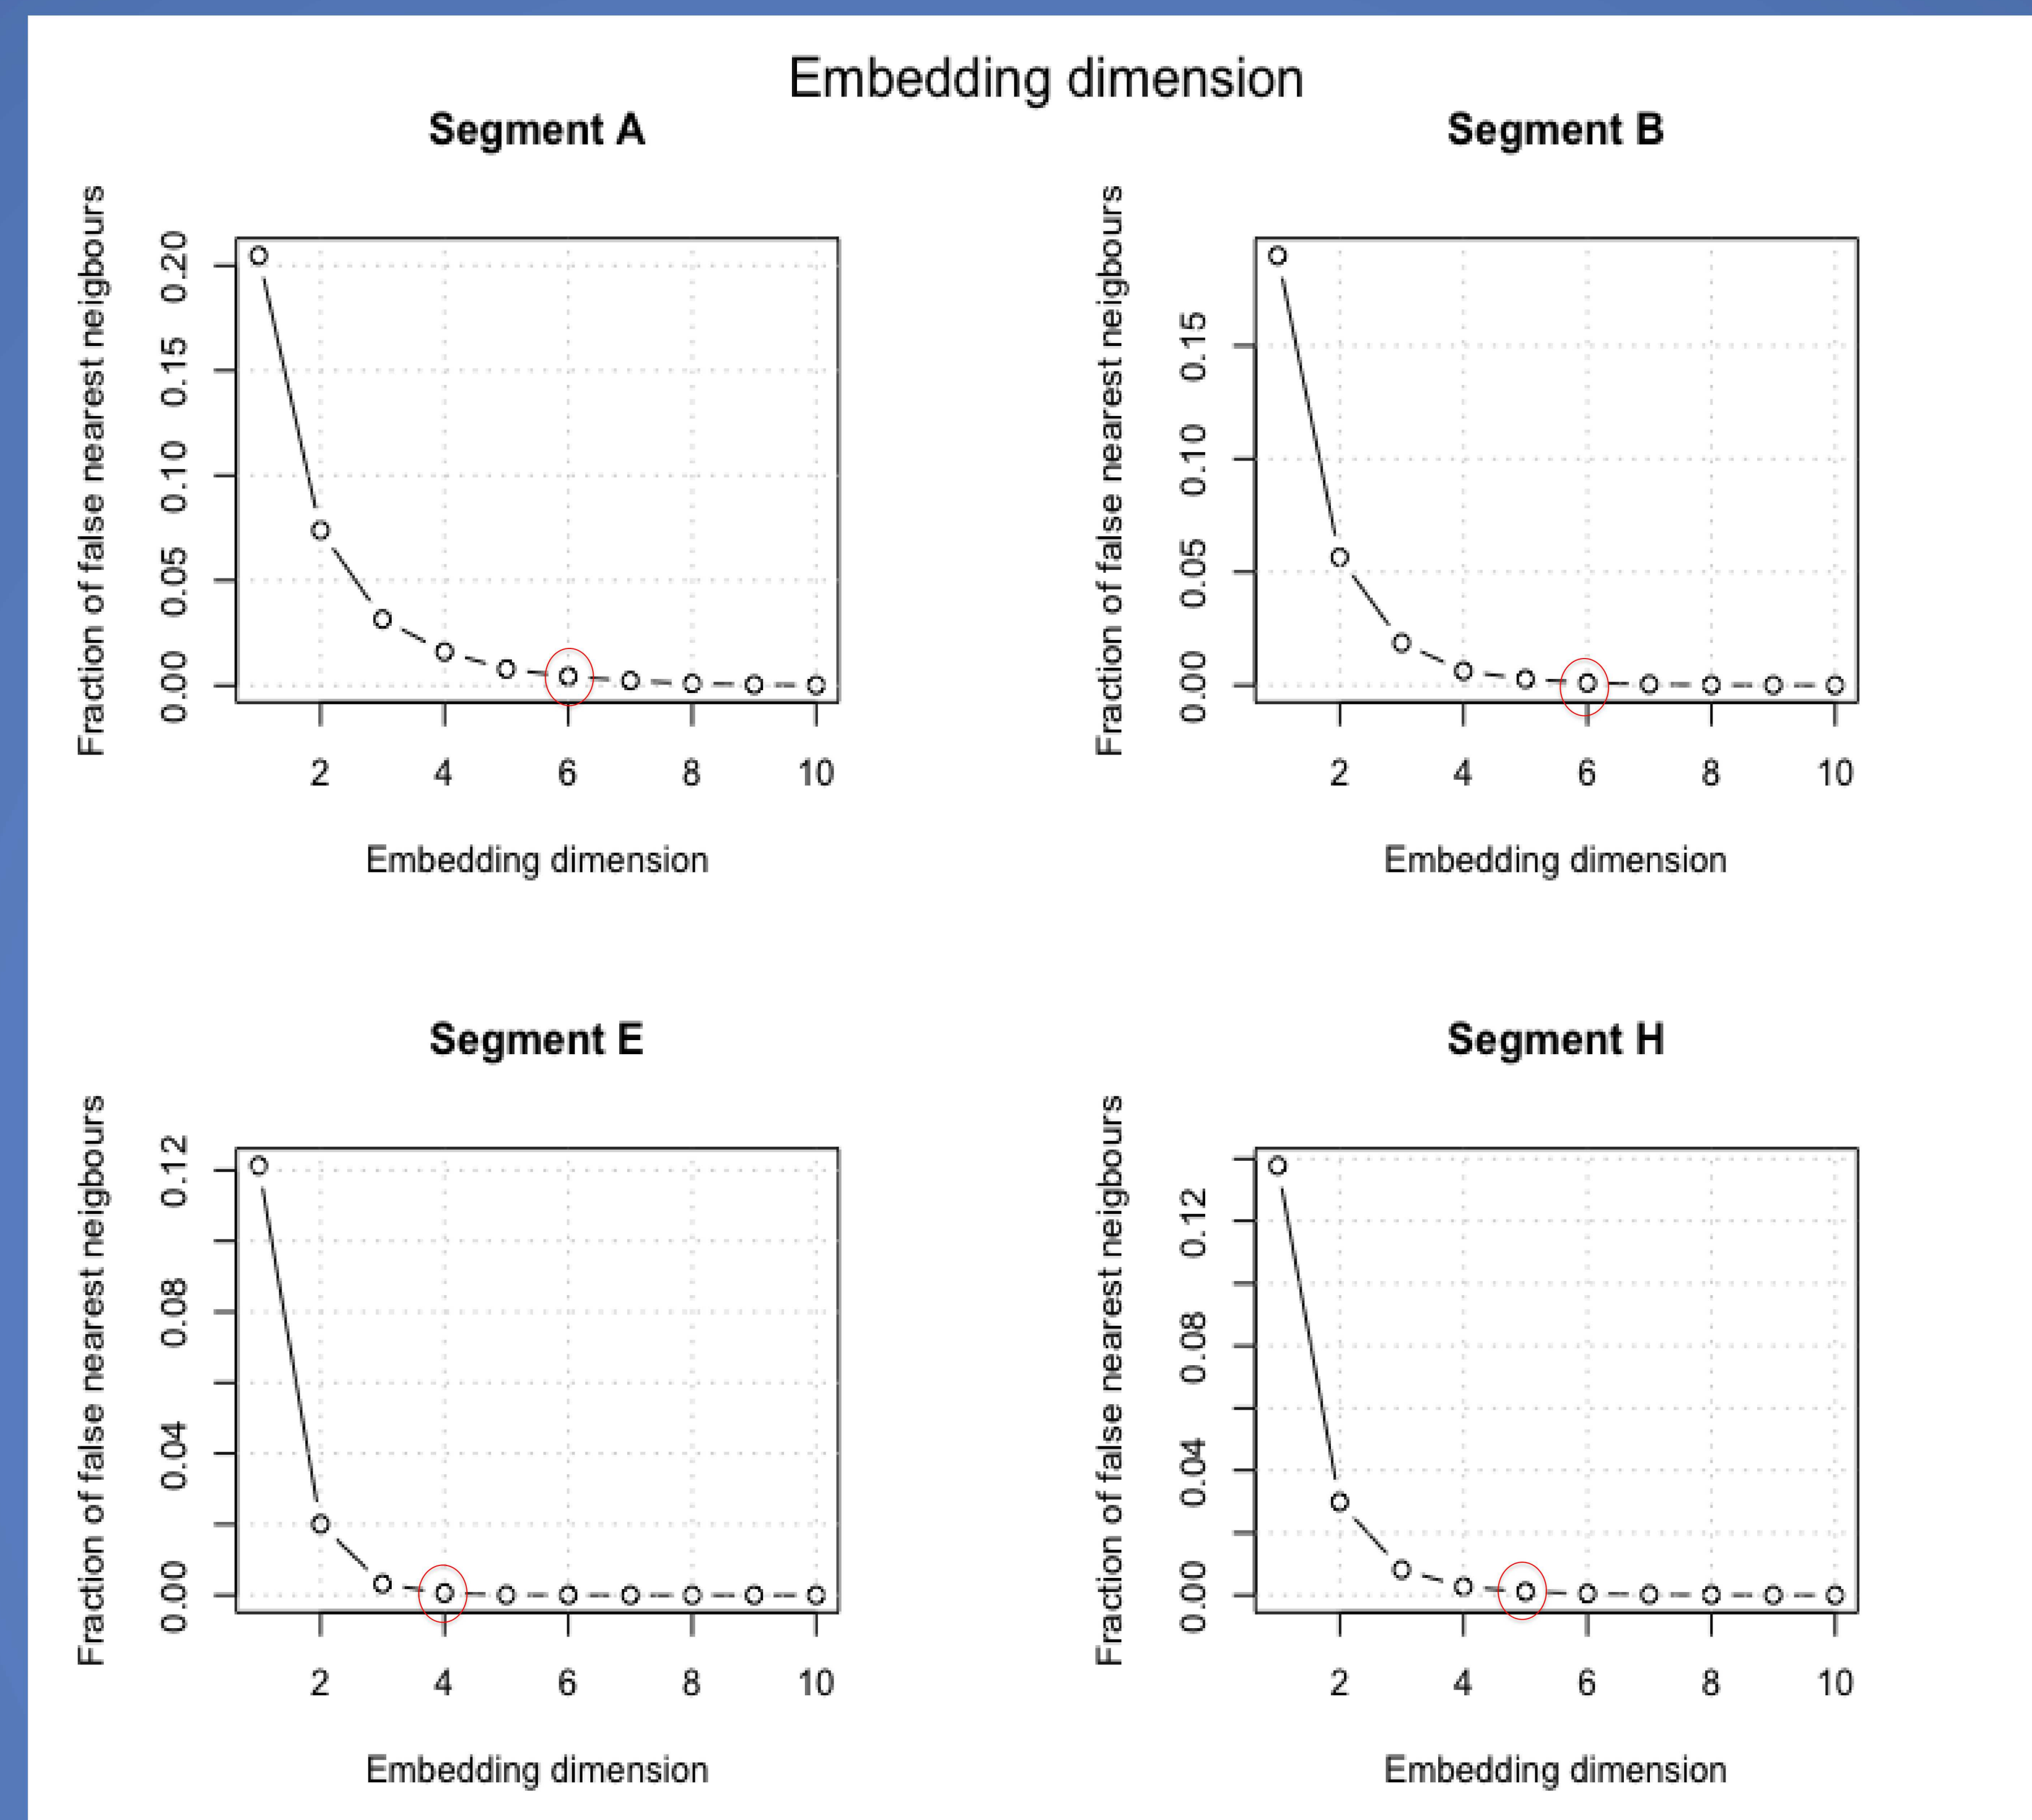 Embedding dimension
Segment A
Fraction of false nearest neigbours
0.20
0.15
0.10
0.05
0.00
2 4 6 8 10
Embedding dimension
Segment B
Fraction of false nearest neigbours
0.15
0.10
0.05
0.00
2 4 6 8 10
Embedding dimension
Segment E
Fraction of false nearest neigbours
0.12
0.08
0.04
0.00
2 4 6 8 10
Embedding dimension
Segment H
Fraction of false nearest neigbours
0.12
0.08
0.04
0.00
2 4 6 8 10
Embedding dimension